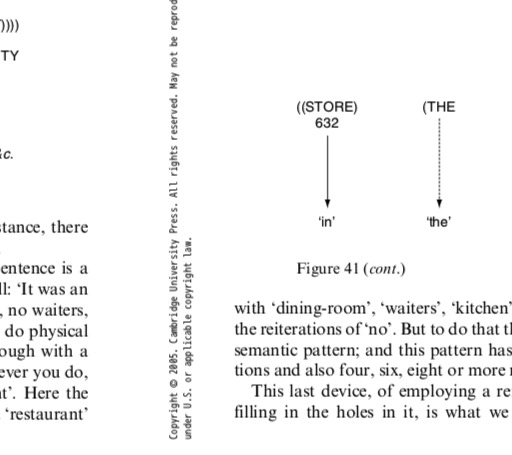 ))))
TY
c.
stance, there
entence is a
ll: ‘It was an
, no waiters,
do physical
ough with a
ever you do,
t’. Here the
‘restaurant’
Copyright © 2005. Cambridge University Press. All rights reserved. May not be reprod
under U.S. or applicable copyright law.
((STORE) (THE
632
‘in’ ‘the’
Figure 41 (cont.)
with ‘dining-room’, ‘waiters’, ‘kitchen’
the reiterations of ‘no’. But to do that th
semantic pattern; and this pattern has
tions and also four, six, eight or more r
This last device, of employing a re
filling in the holes in it, is what we